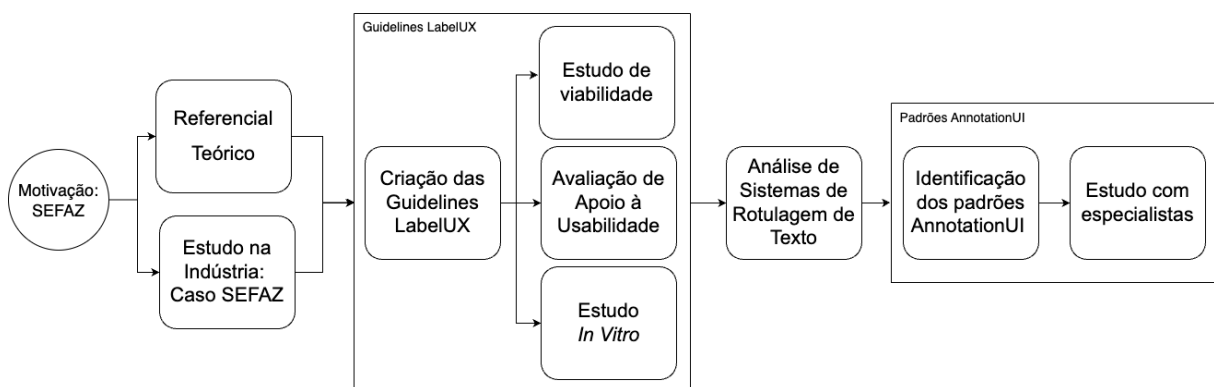 Motivação:
SEFAZ
Referencial
Teórico
Estudo na
Indústria:
Caso SEFAZ
Guidelines LabelUX
Criação das
Guidelines
LabelUX
Estudo de
viabilidade
Avaliação de
Apoio à
Usabilidade
Estudo
In Vitro
Análise de
Sistemas de
Rotulagem de
Texto
Padrões AnnotationUI
Identificação
dos padrões
AnnotationUI
Estudo com
especialistas